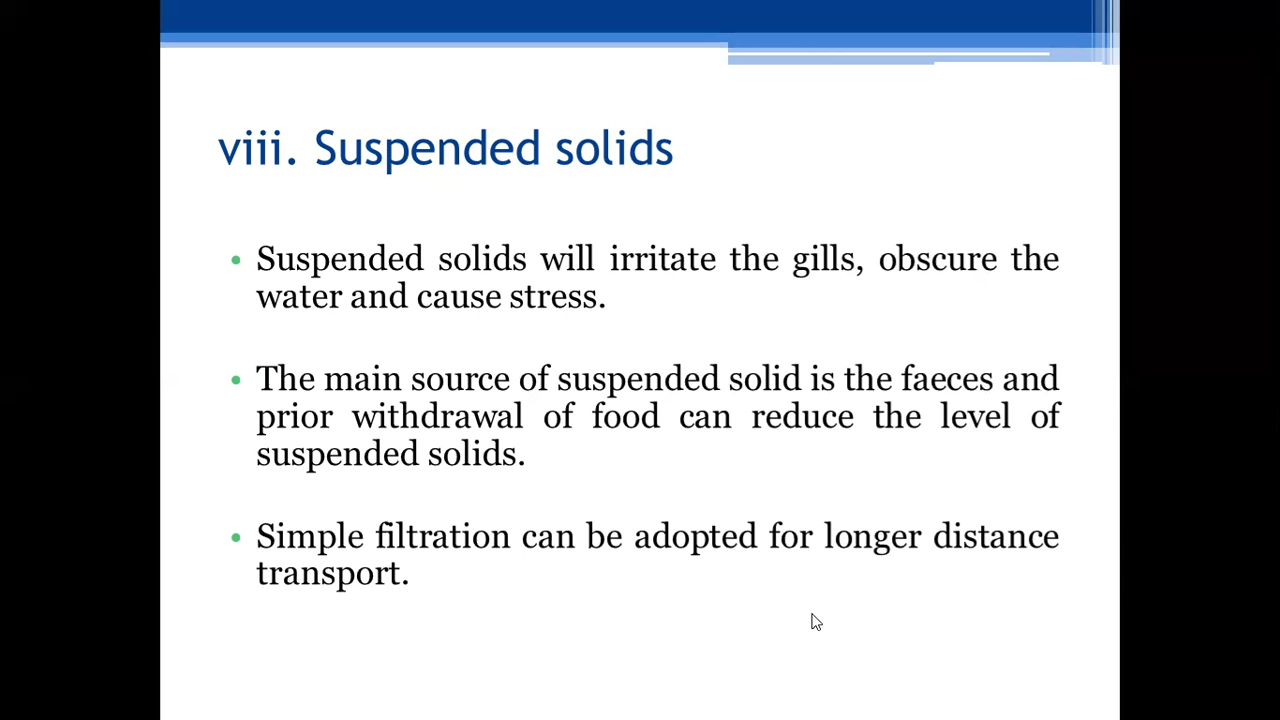 viii. Suspended solids
• Suspended solids will irritate the gills, obscure the
water and cause stress.
• The main source of suspended solid is the faeces and
prior withdrawal of food can reduce the level of
suspended solids.
• Simple filtration can be adopted for longer distance
transport.